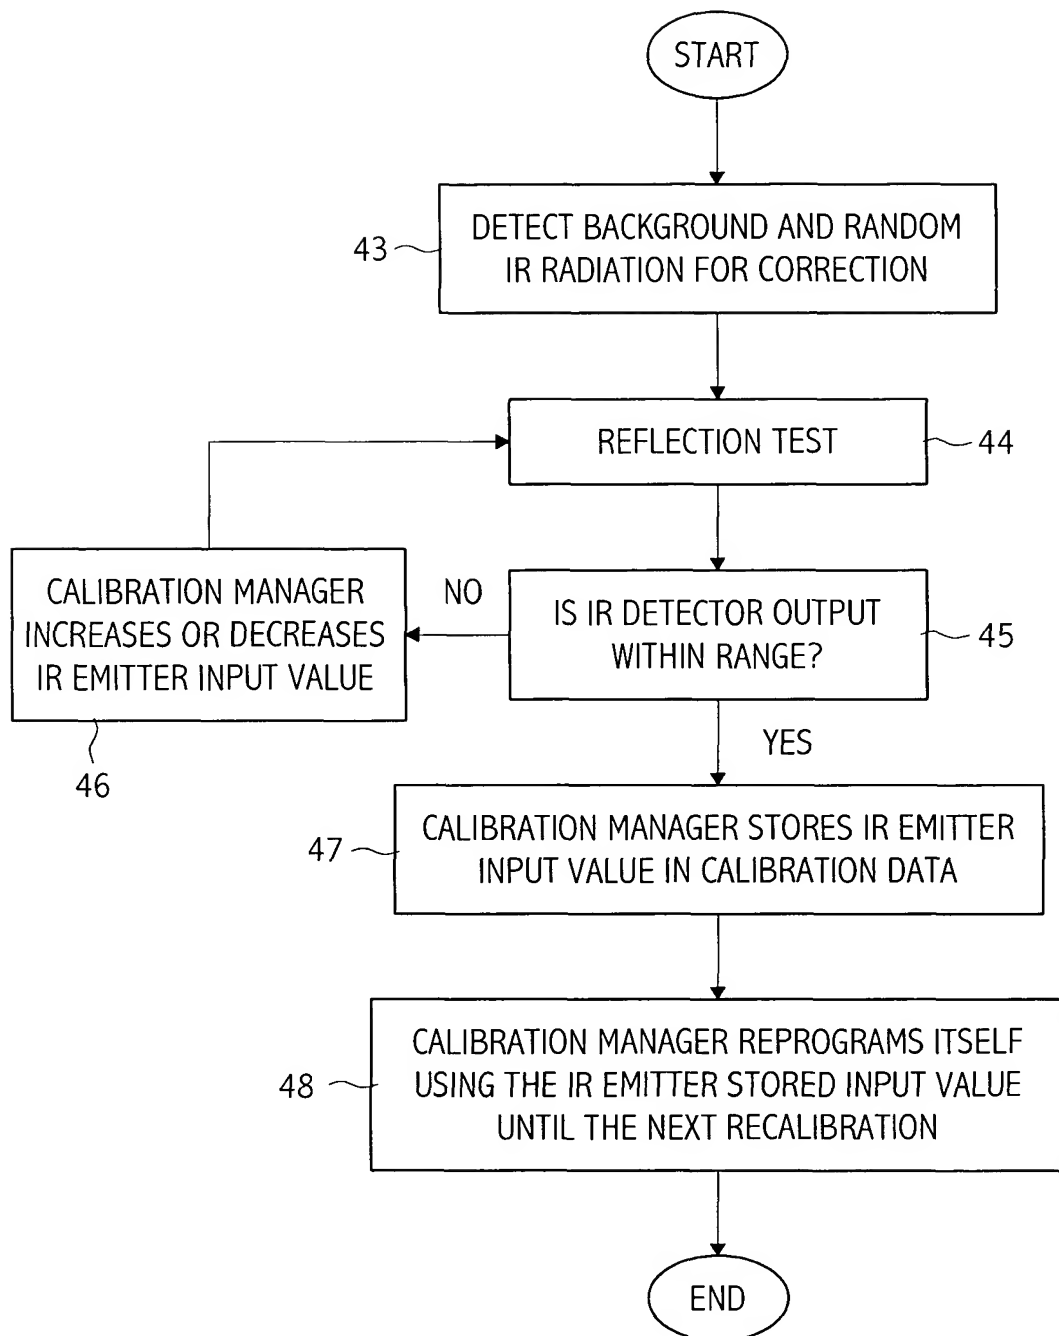 START
43
DETECT BACKGROUND AND RANDOM
IR RADIATION FOR CORRECTION
REFLECTION TEST
44
CALIBRATION MANAGER
INCREASES OR DECREASES
IR EMITTER INPUT VALUE
46
NO
IS IR DETECTOR OUTPUT
WITHIN RANGE?
45
YES
47
CALIBRATION MANAGER STORES IR EMITTER
INPUT VALUE IN CALIBRATION DATA
48
CALIBRATION MANAGER REPROGRAMS ITSELF
USING THE IR EMITTER STORED INPUT VALUE
UNTIL THE NEXT RECALIBRATION
END